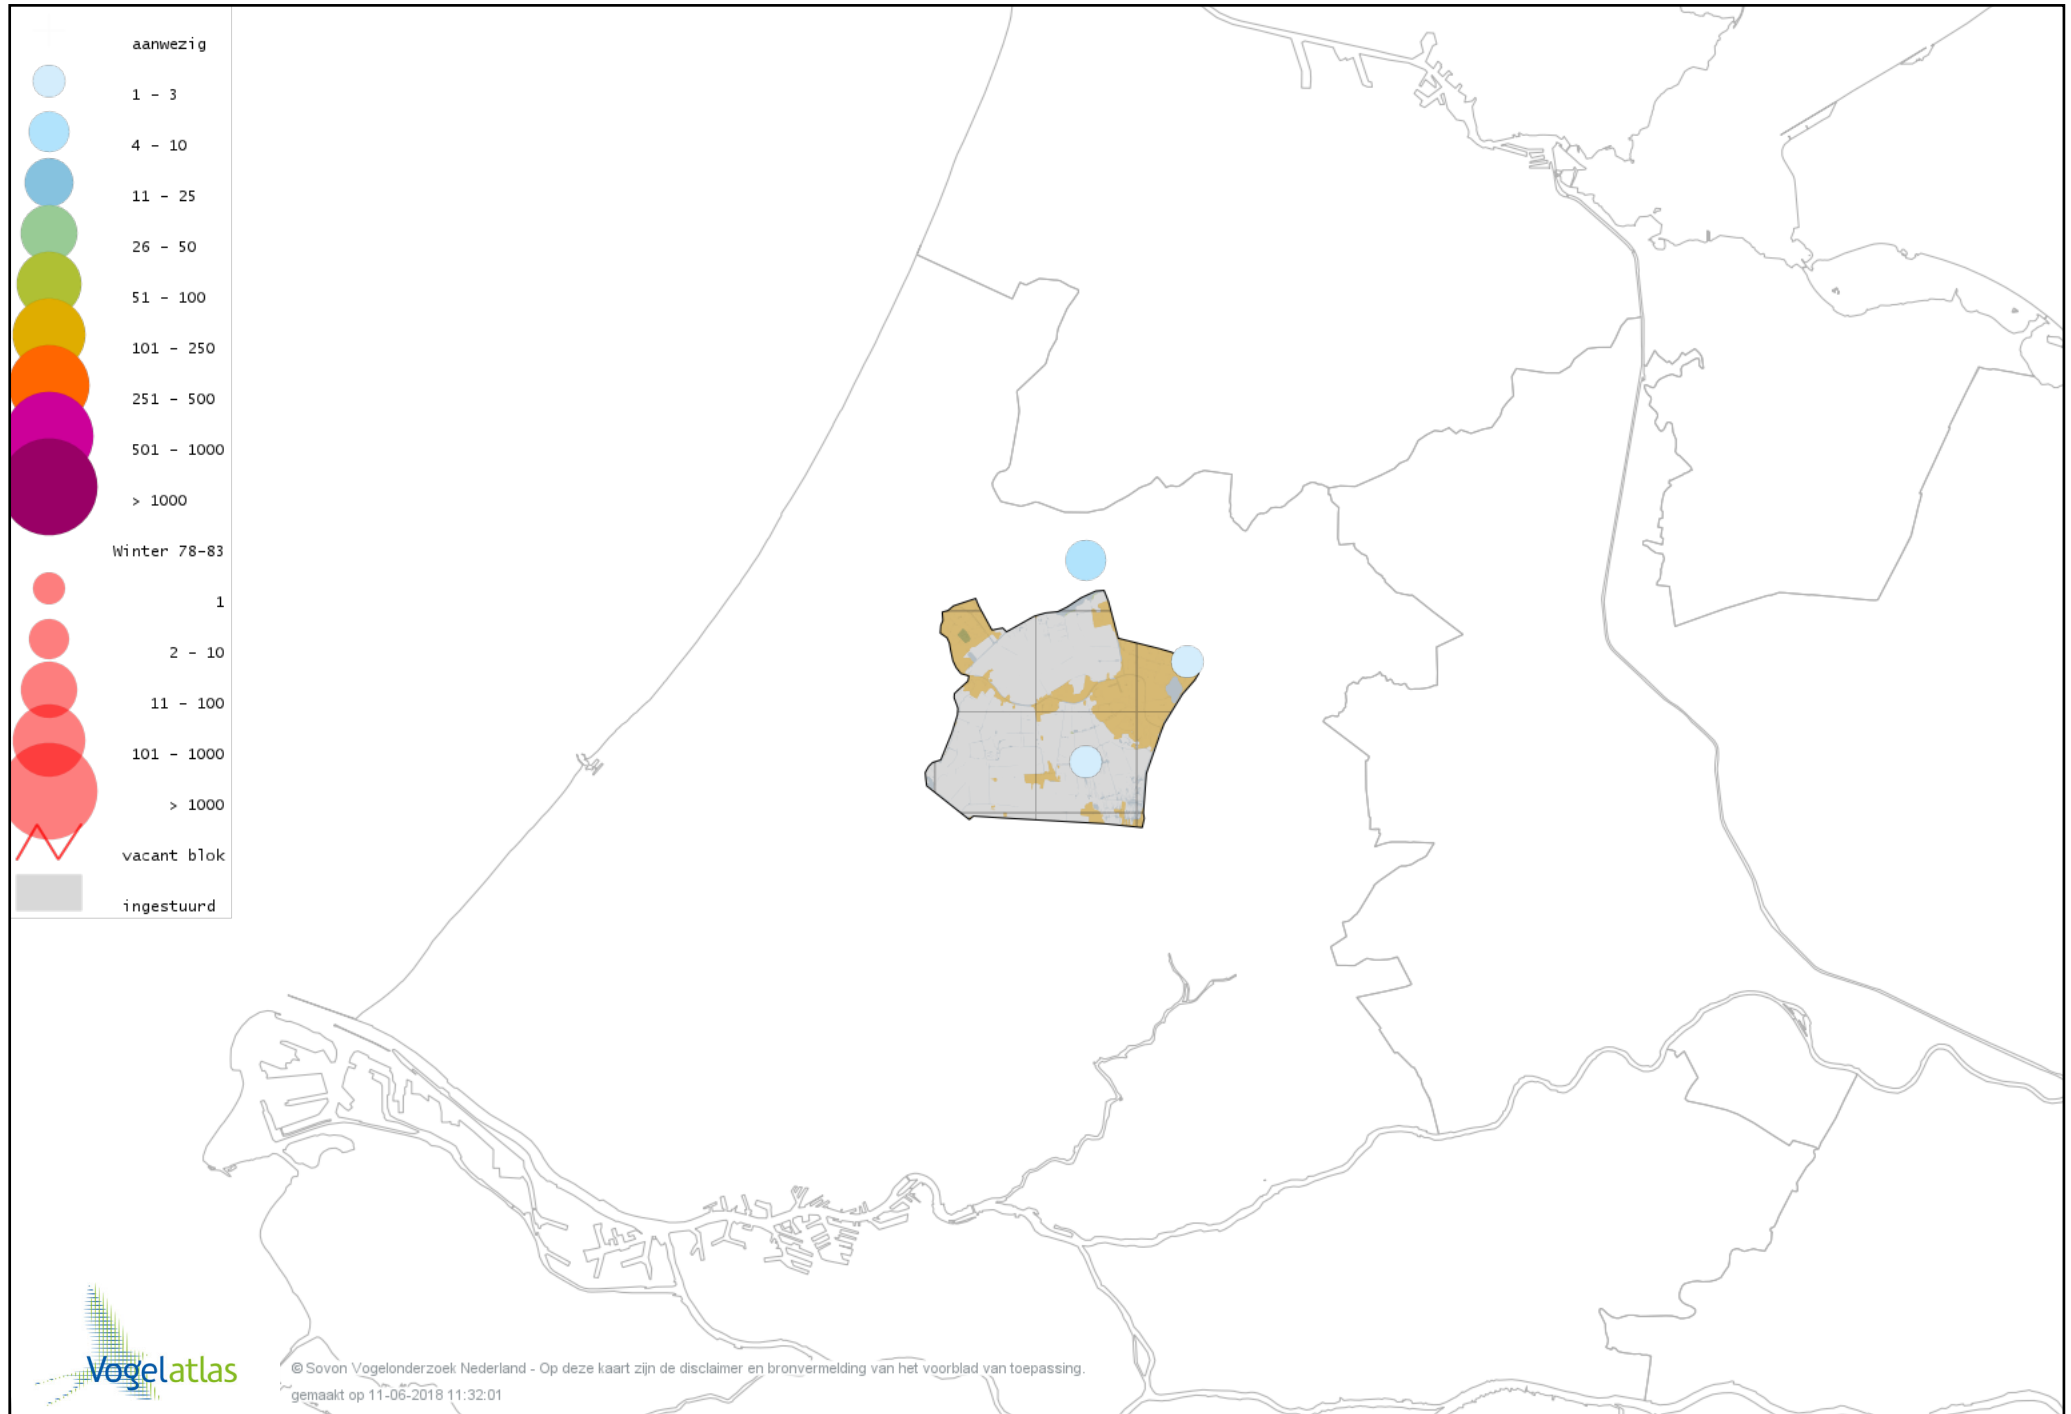 aanwezig
1 - 3
4 - 10
11 - 25
26 - 50
51 - 100
101 - 250
251 - 500
501 - 1000
> 1000
Winter 78-83
1
2 - 10
11 - 100
101 - 1000
> 1000
vacant blok
ingestuurd
Vogelatlas
© Sovon Vogelonderzoek Nederland - Op deze kaart zijn de disclaimer en bronvermelding van het voorblad van toepassing.
gemaakt op 11-06-2018 11:32:01